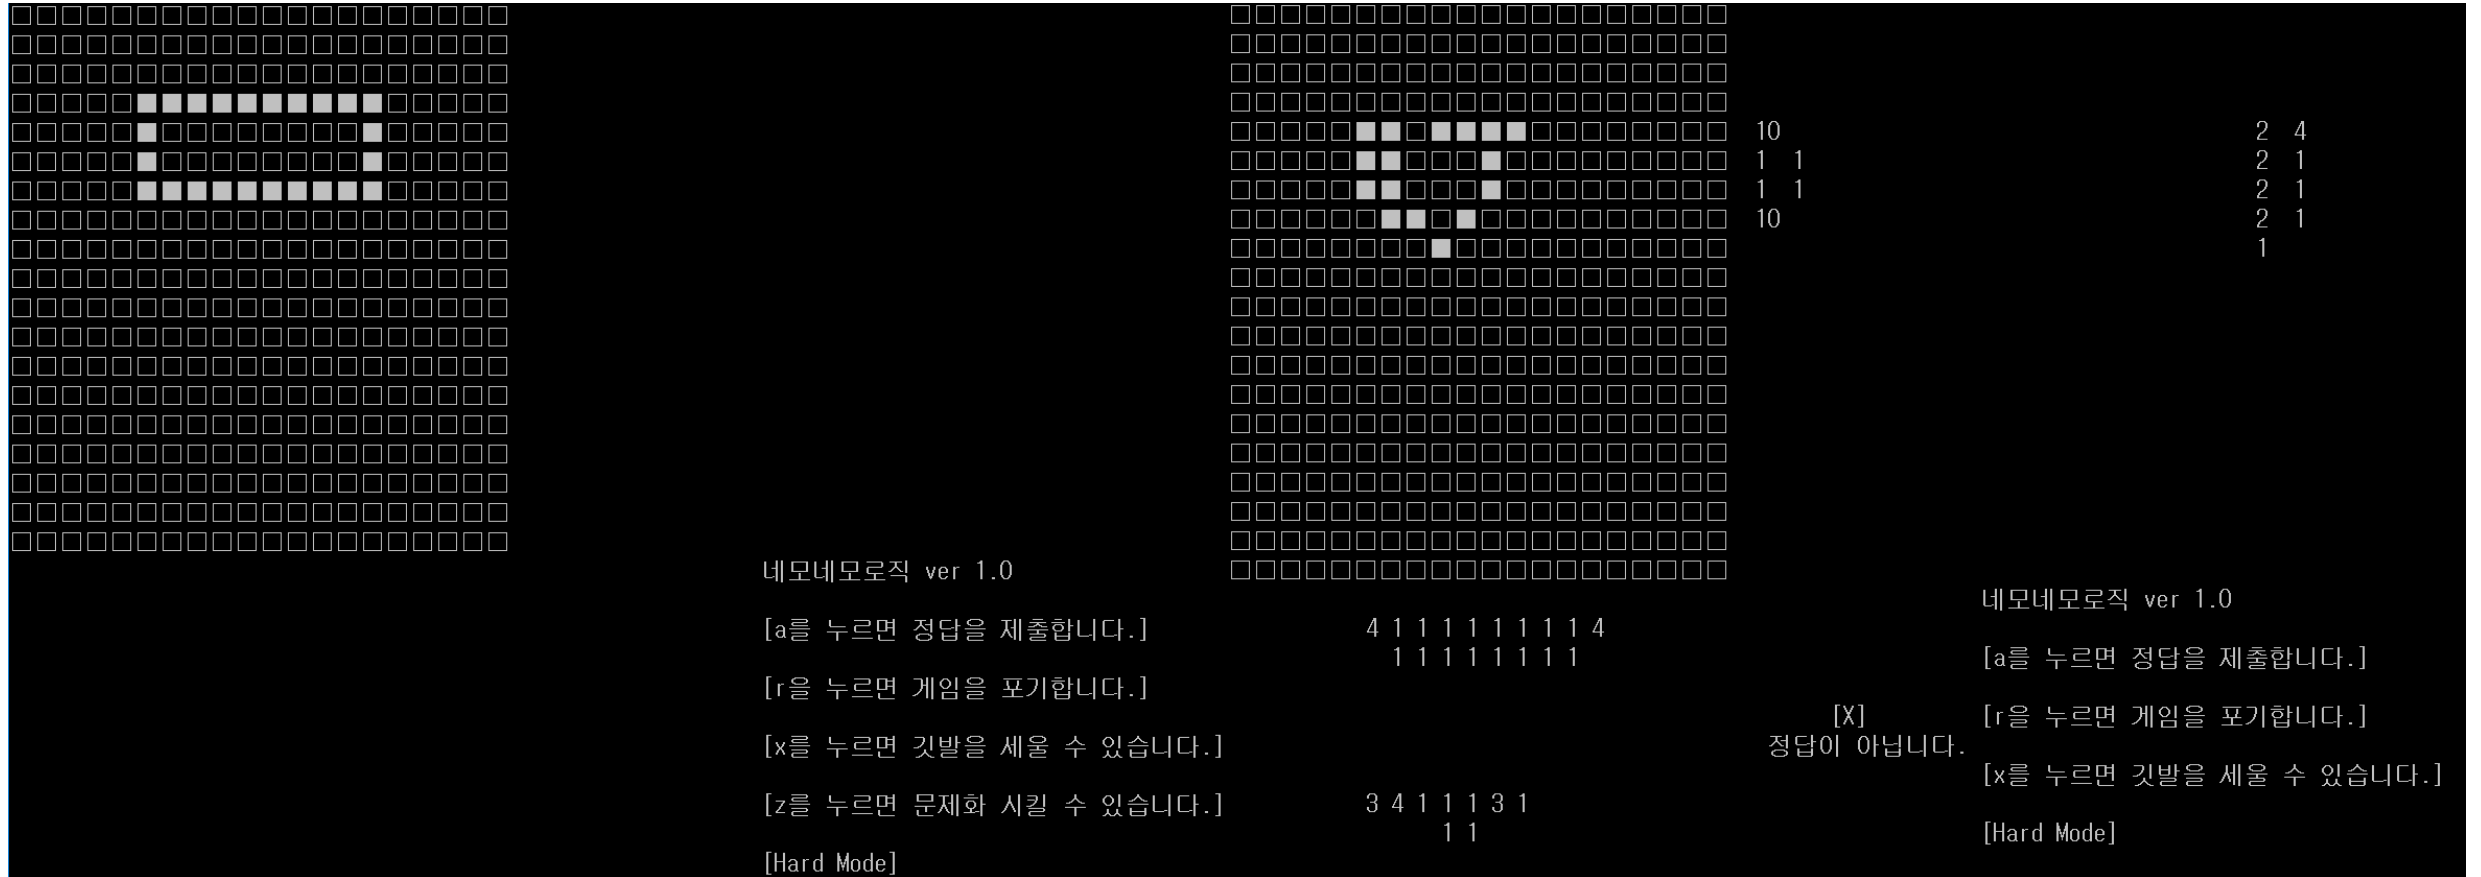 10
2 4
1 1
2 1
1 1
2 1
10
2 1
1
네모네모로직 ver 1.0
[a를 누르면 정답을 제출합니다.]
[r을 누르면 게임을 포기합니다.]
[x를 누르면 깃발을 세울 수 있습니다.]
[z를 누르면 문제화 시킬 수 있습니다.]
[Hard Mode]
4 1 1 1 1 1 1 1 1 4
1 1 1 1 1 1 1 1
[X]
정답이 아닙니다.
3 4 1 1 1 3 1
1 1
네모네모로직 ver 1.0
[a를 누르면 정답을 제출합니다.]
[r을 누르면 게임을 포기합니다.]
[x를 누르면 깃발을 세울 수 있습니다.]
[Hard Mode]